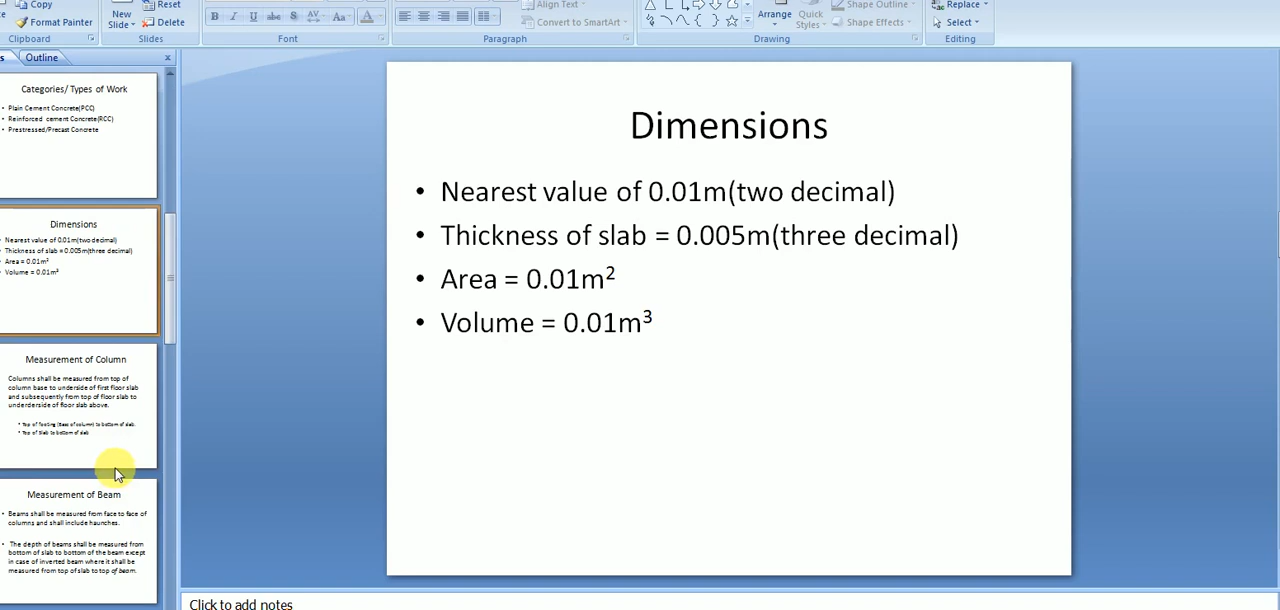 Copy
Reset
Format Painter
New
Slide
Delete
Clipboard
Slides
B I U abc S AV Aa A
Font
Align Text
Convert to SmartArt
Paragraph
Arrange
Quick
Styles
Shape Outline
Shape Effects
Drawing
Replace
Select
Editing
Outline
Categories/ Types of Work
Plain Cement Concrete(PCC)
Reinforced cement Concrete(RCC)
Prestressed/Precast Concrete
Dimensions
Nearest value of 0.01m(two decimal)
Thickness of slab = 0.005m(three decimal)
Area = 0.01m²
Volume = 0.01m³
Measurement of Column
Columns shall be measured from top of
column base to underside of first floor slab
and subsequently from top of floor slab to
underderside of floor slab above.
• Top of footing (Base of column) to bottom of slab.
• Top of Slab to bottom of slab
Measurement of Beam
• Beams shall be measured from face to face of
columns and shall include haunches.
• The depth of beams shall be measured from
bottom of slab to bottom of the beam except
in case of inverted beam where it shall be
measured from top of slab to top of beam.
Dimensions
• Nearest value of 0.01m(two decimal)
• Thickness of slab = 0.005m(three decimal)
• Area = 0.01m²
• Volume = 0.01m³
Click to add notes